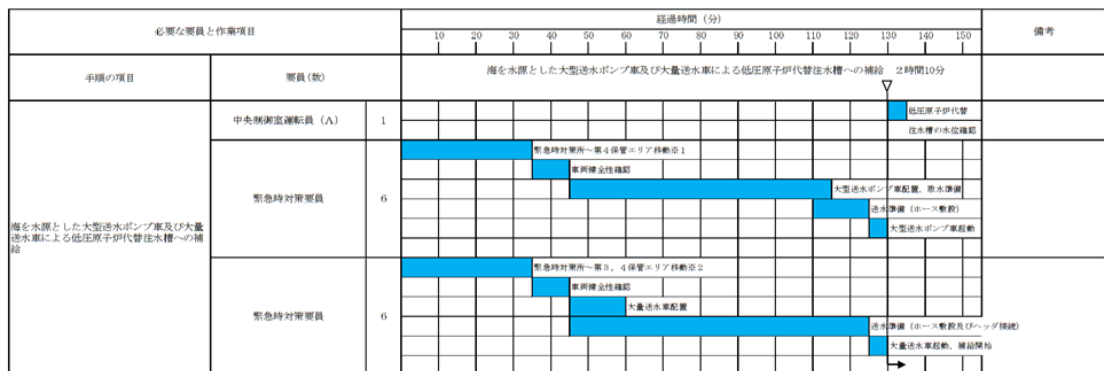 必要な要員と作業項目
経過時間（分）
備考
10 20 30 40 50 60 70 80 90 100 110 120 130 140 150
手順の項目
要員(数)
海を水源とした大型送水ポンプ車及び大量送水車による低圧原子炉代替注水槽への補給 2時間10分
海を水源とした大型送水ポンプ車及び大量
送水車による低圧原子炉代替注水槽への補
給
中央制御室運転員（A）
1
低圧原子炉代替
注水槽の水位確認
緊急時対策要員
6
緊急時対策所～第4保管エリア移動※1
車両健全性確認
大型送水ポンプ車配置、取水準備
送水準備（ホース敷設）
大型送水ポンプ車起動
緊急時対策要員
6
緊急時対策所～第3，4保管エリア移動※2
車両健全性確認
大量送水車配置
送水準備（ホース敷設及びヘッダ接続）
大量送水車起動，補給開始